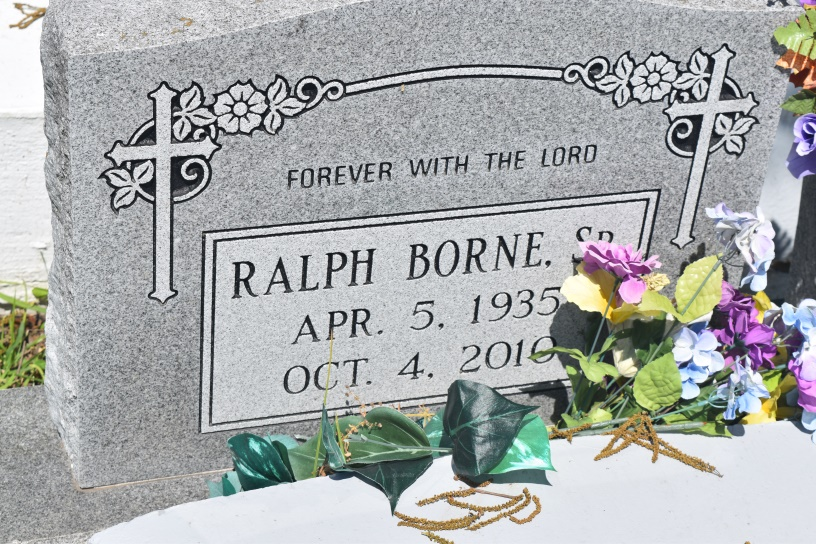 FOREVER WITH THE LORD
RALPH BORNE, SR
APR. 5, 1935
OCT. 4, 2010